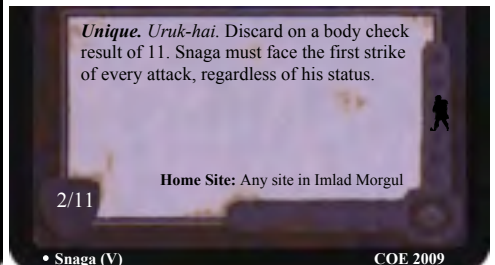 Unique. Uruk-hai. Discard on a body check
result of 11. Snaga must face the first strike
of every attack, regardless of his status.
Home Site: Any site in Imlad Morgul
2/11
• Snaga (V) COE 2009